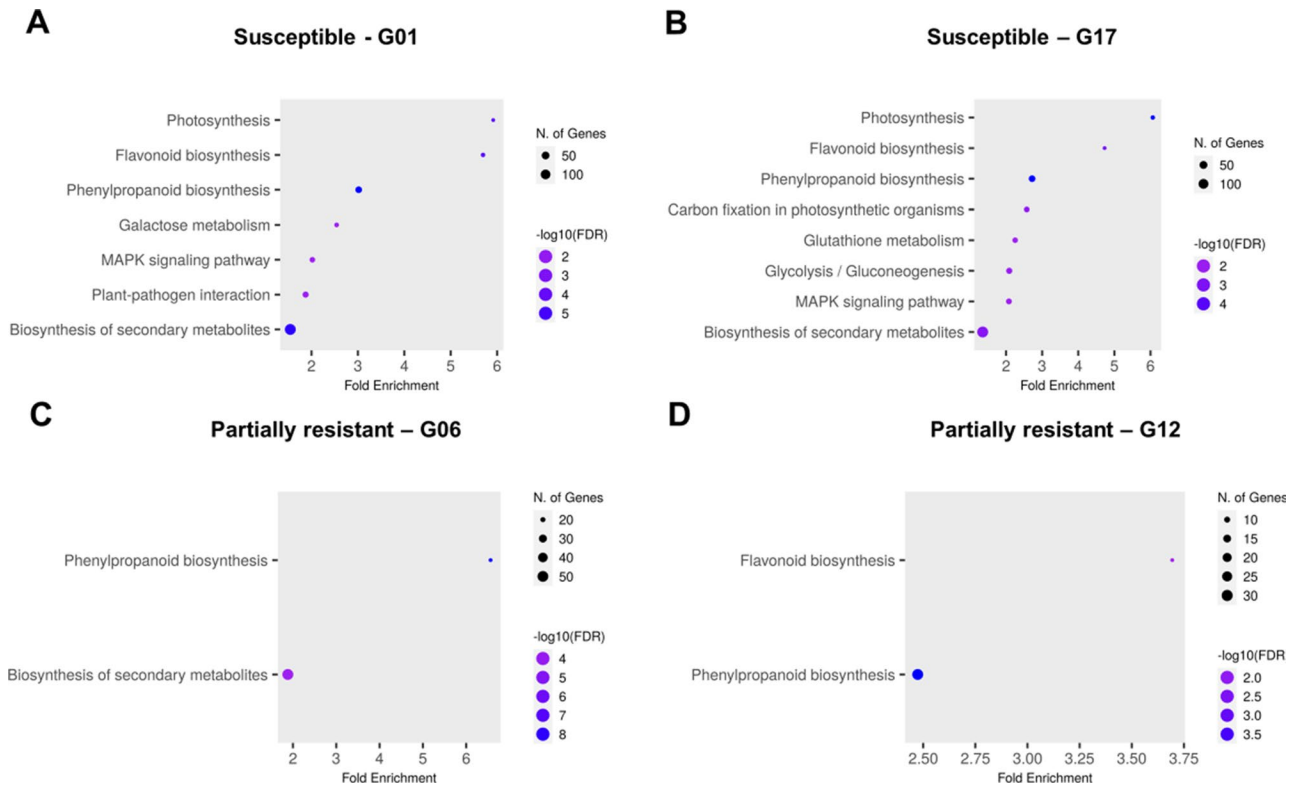 A
Susceptible - G01
Photosynthesis
Flavonoid biosynthesis
Phenylpropanoid biosynthesis
Galactose metabolism
MAPK signaling pathway
Plant-pathogen interaction
Biosynthesis of secondary metabolites
2 3 4 5 6
Fold Enrichment
N. of Genes
50
100
-log10(FDR)
2
3
4
5
B
Susceptible – G17
Photosynthesis
Flavonoid biosynthesis
Phenylpropanoid biosynthesis
Carbon fixation in photosynthetic organisms
Glutathione metabolism
Glycolysis / Gluconeogenesis
MAPK signaling pathway
Biosynthesis of secondary metabolites
2 3 4 5 6
Fold Enrichment
N. of Genes
50
100
-log10(FDR)
2
3
4
C
Partially resistant – G06
Phenylpropanoid biosynthesis
Biosynthesis of secondary metabolites
2 3 4 5 6
Fold Enrichment
N. of Genes
20
30
40
50
-log10(FDR)
4
5
6
7
8
D
Partially resistant – G12
Flavonoid biosynthesis
Phenylpropanoid biosynthesis
2.50 2.75 3.00 3.25 3.50 3.75
Fold Enrichment
N. of Genes
10
15
20
25
30
-log10(FDR
2.0
2.5
3.0
3.5